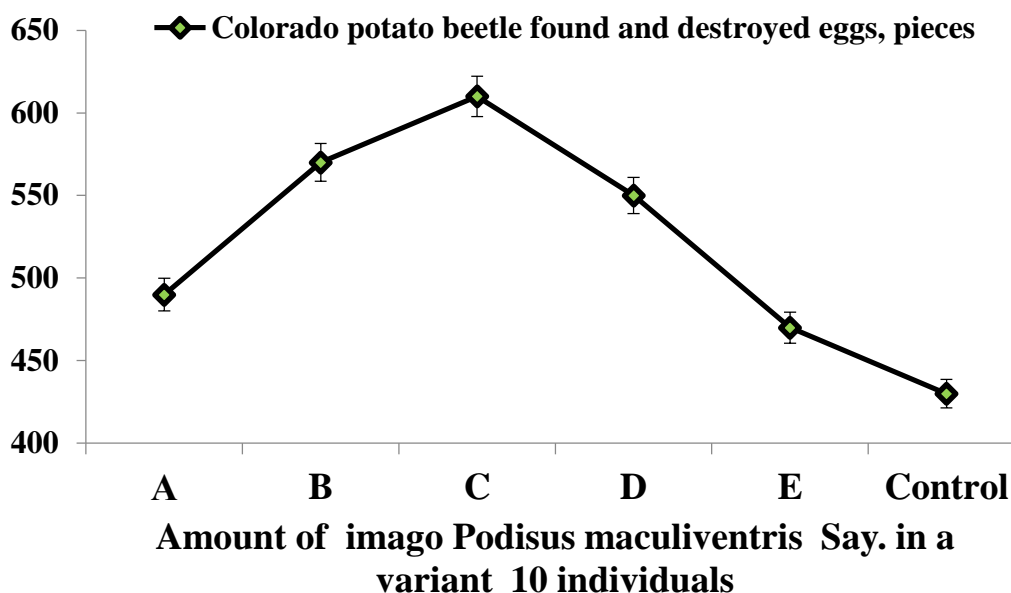 Colorado potato beetle found and destroyed eggs, pieces
650
600
550
500
450
400
A B C D E Control
Amount of imago Podisus maculiventris Say. in a
variant 10 individuals